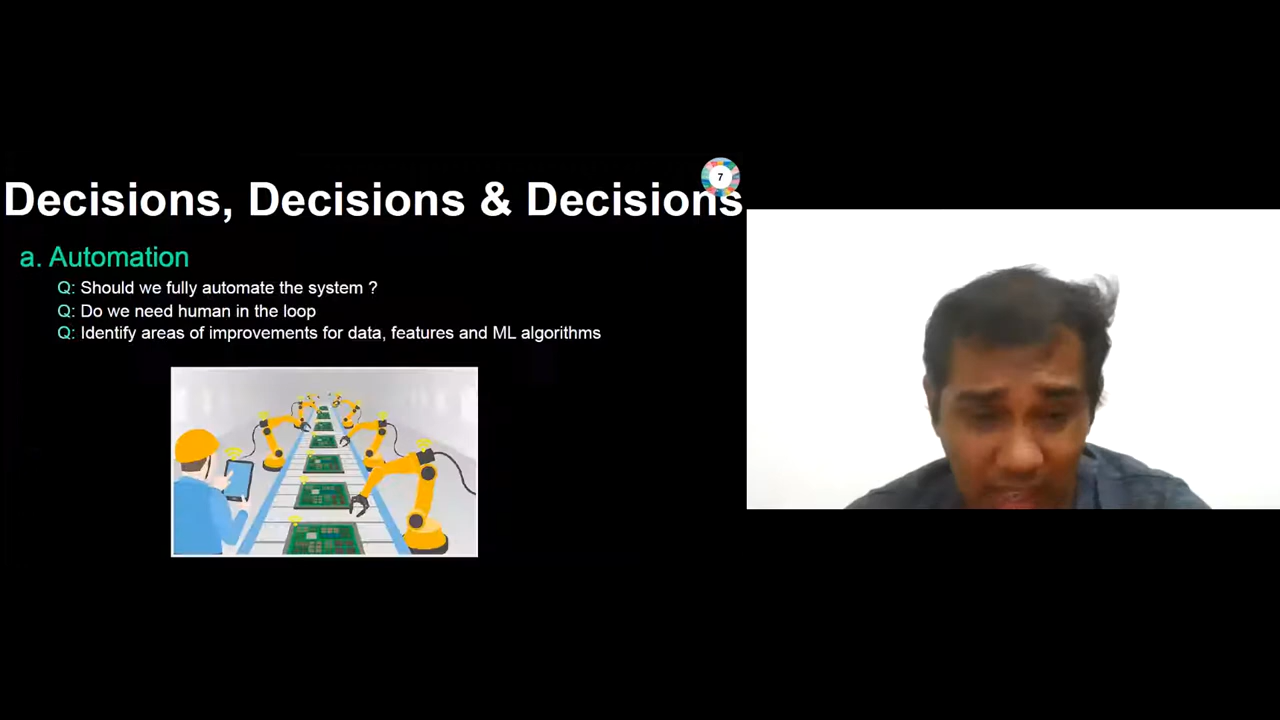 7
Decisions, Decisions & Decisions
a. Automation
Q: Should we fully automate the system ?
Q: Do we need human in the loop
Q: Identify areas of improvements for data, features and ML algorithms